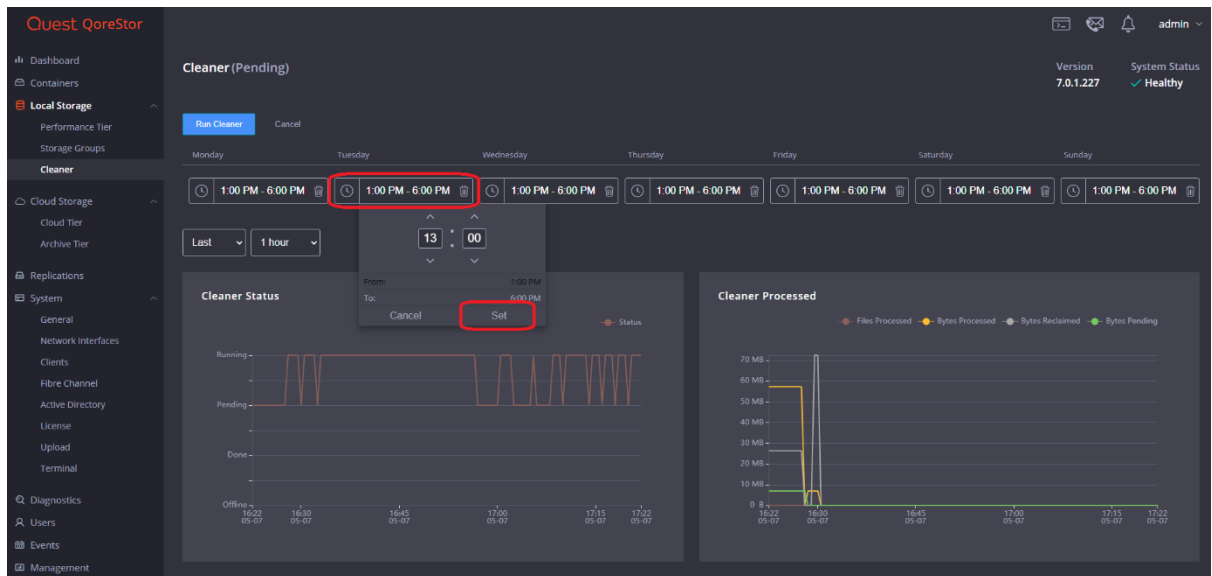 Quest QoreStor
admin
Dashboard
Containers
Local Storage
Performance Tier
Storage Groups
Cleaner
Cloud Storage
Cloud Tier
Archive Tier
Replications
System
General
Network Interfaces
Clients
Fibre Channel
Active Directory
License
Upload
Terminal
Diagnostics
Users
Events
Management
Cleaner (Pending)
Version System Status
7.0.1.227 Healthy
Run Cleaner Cancel
Monday Tuesday Wednesday Thursday Friday Saturday Sunday
1:00 PM - 6:00 PM 1:00 PM - 6:00 PM 1:00 PM - 6:00 PM 1:00 PM - 6:00 PM 1:00 PM - 6:00 PM 1:00 PM - 6:00 PM 1:00 PM - 6:00 PM
13 : 00
From: 1:00 PM
To: 6:00 PM
Cancel Set
Last 1 hour
Cleaner Status
Status
Running
Pending
Done
Offline
16:22 16:30 16:45 17:00 17:15 17:22
05-07 05-07 05-07 05-07 05-07 05-07
Cleaner Processed
Files Processed Bytes Processed Bytes Reclaimed Bytes Pending
70 MB
60 MB
50 MB
40 MB
30 MB
20 MB
10 MB
0 B
16:22 16:30 16:45 17:00 17:15 17:22
05-07 05-07 05-07 05-07 05-07 05-07